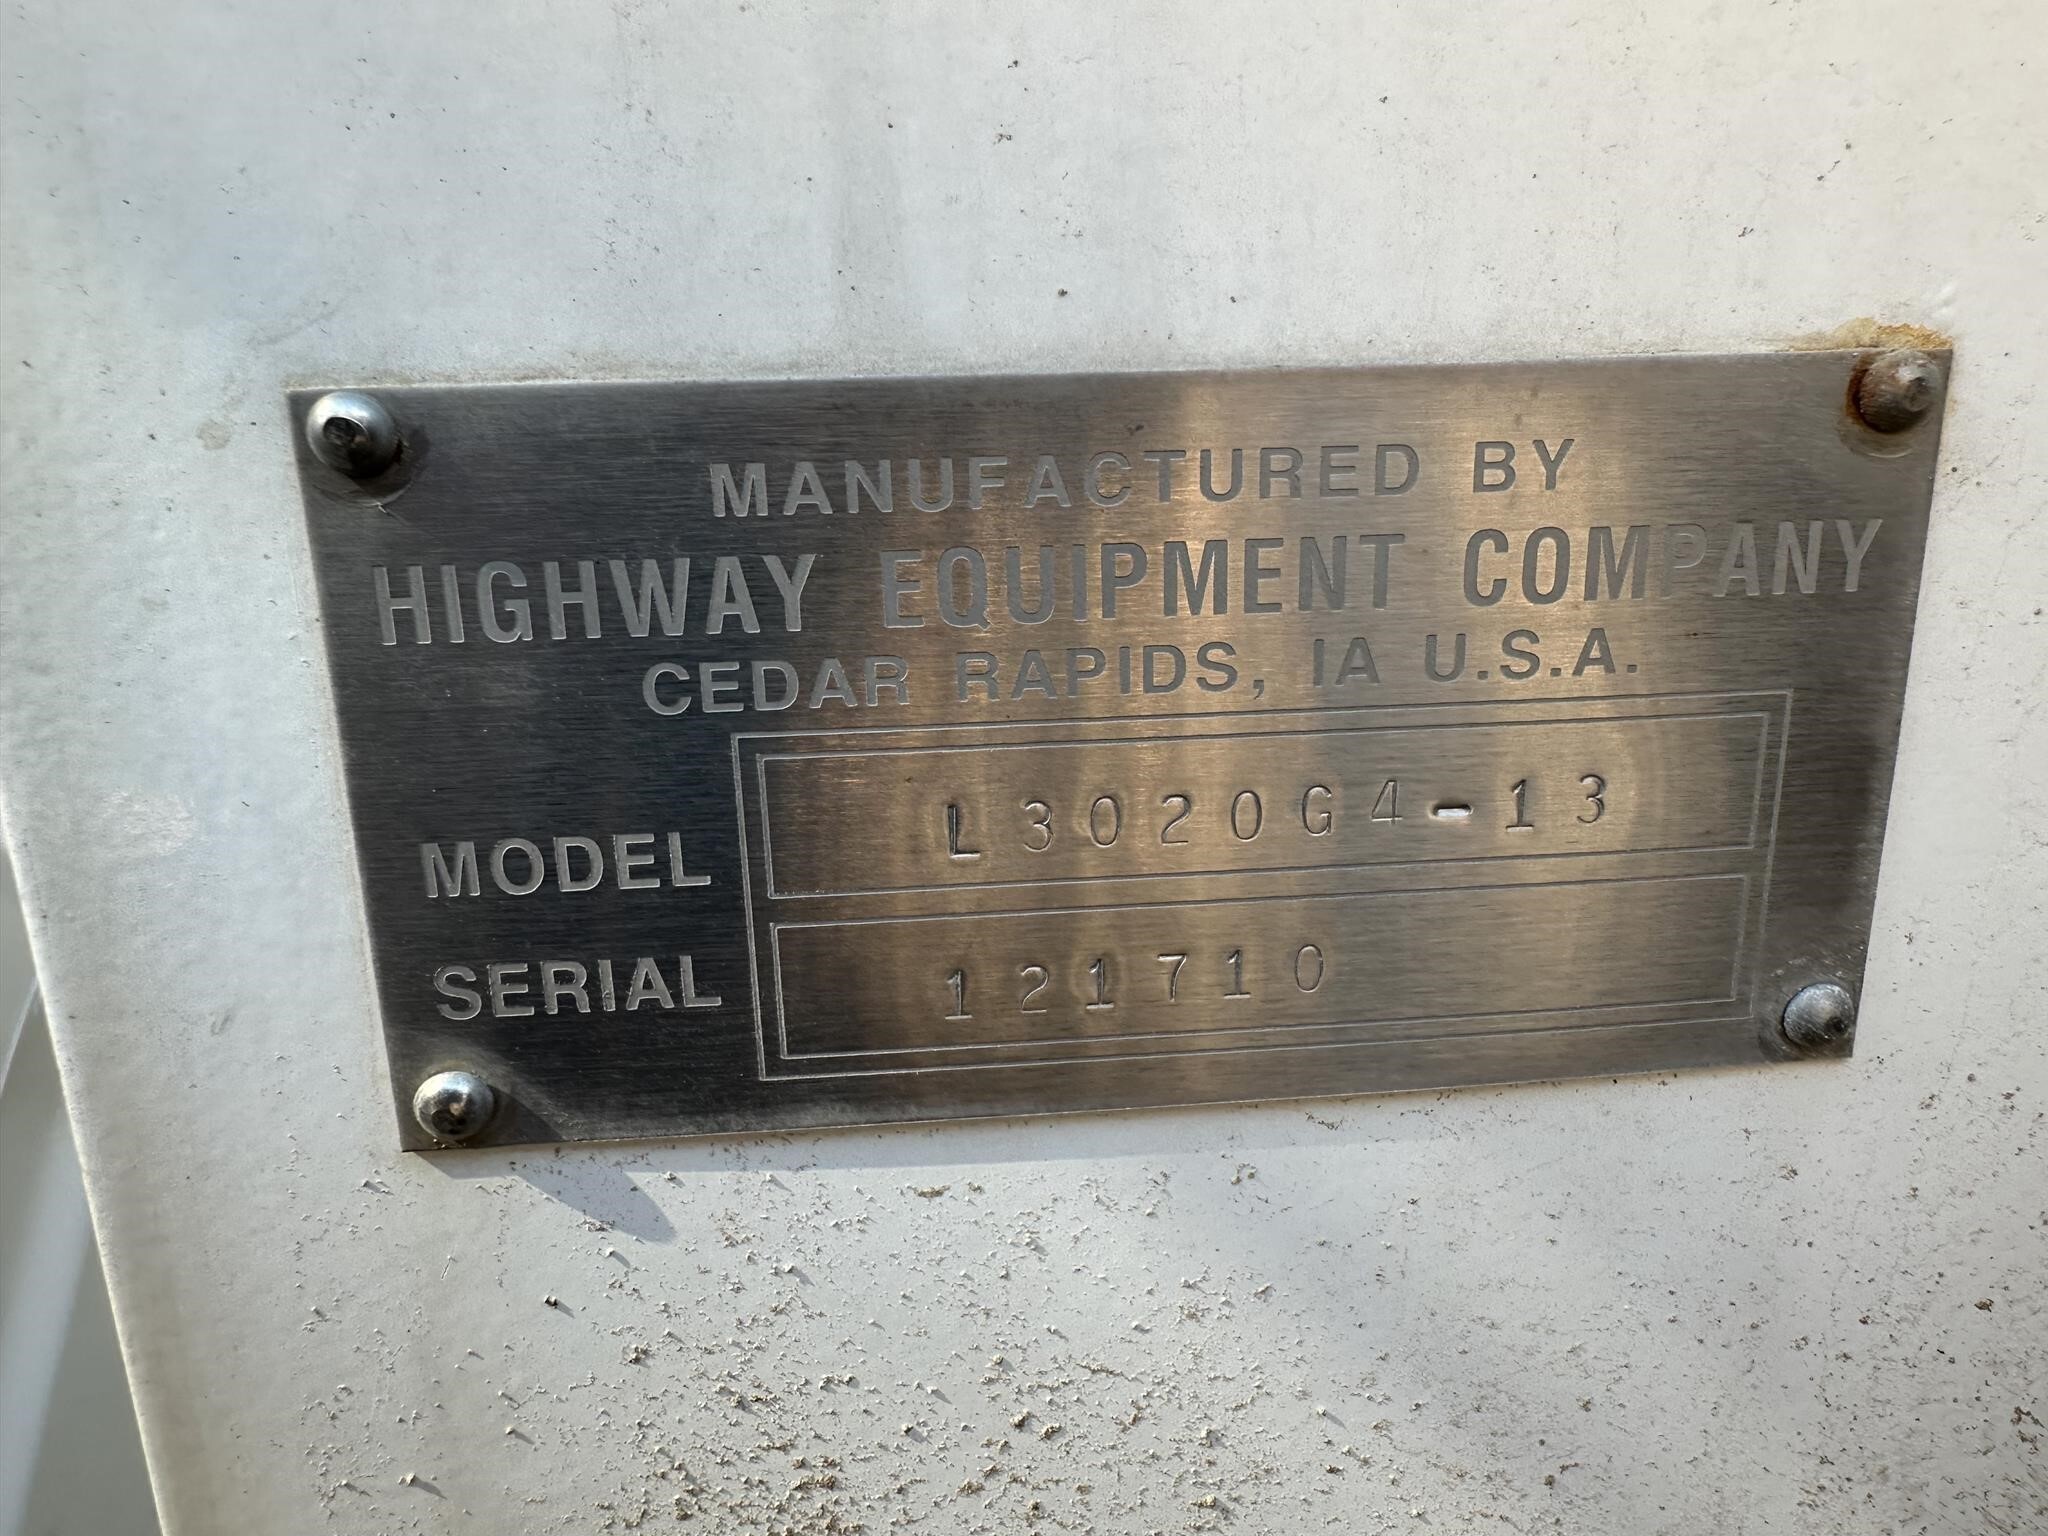 MANUFACTURED BY
HIGHWAY EQUIPMENT COMPANY
CEDAR RAPIDS, IA U.S.A.
MODEL L3020G4-13
SERIAL 121710